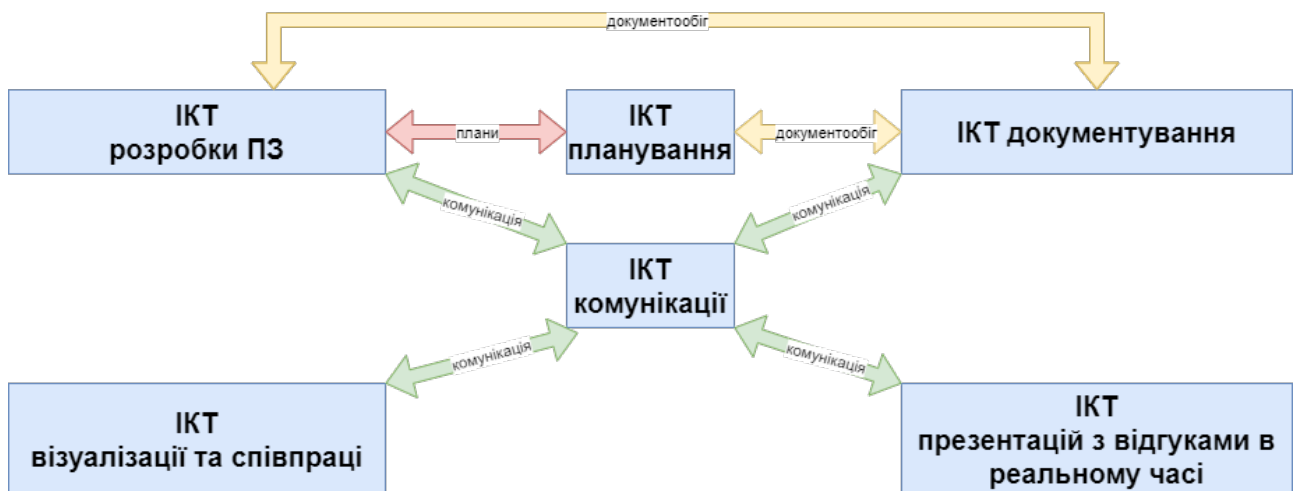 документообіг
ІКТ
розробки ПЗ
плани
ІКТ
планування
документообіг
ІКТ документування
комунікація
комунікація
ІКТ
комунікації
комунікація
комунікація
ІКТ
візуалізації та співпраці
ІКТ
презентацій з відгуками в
реальному часі